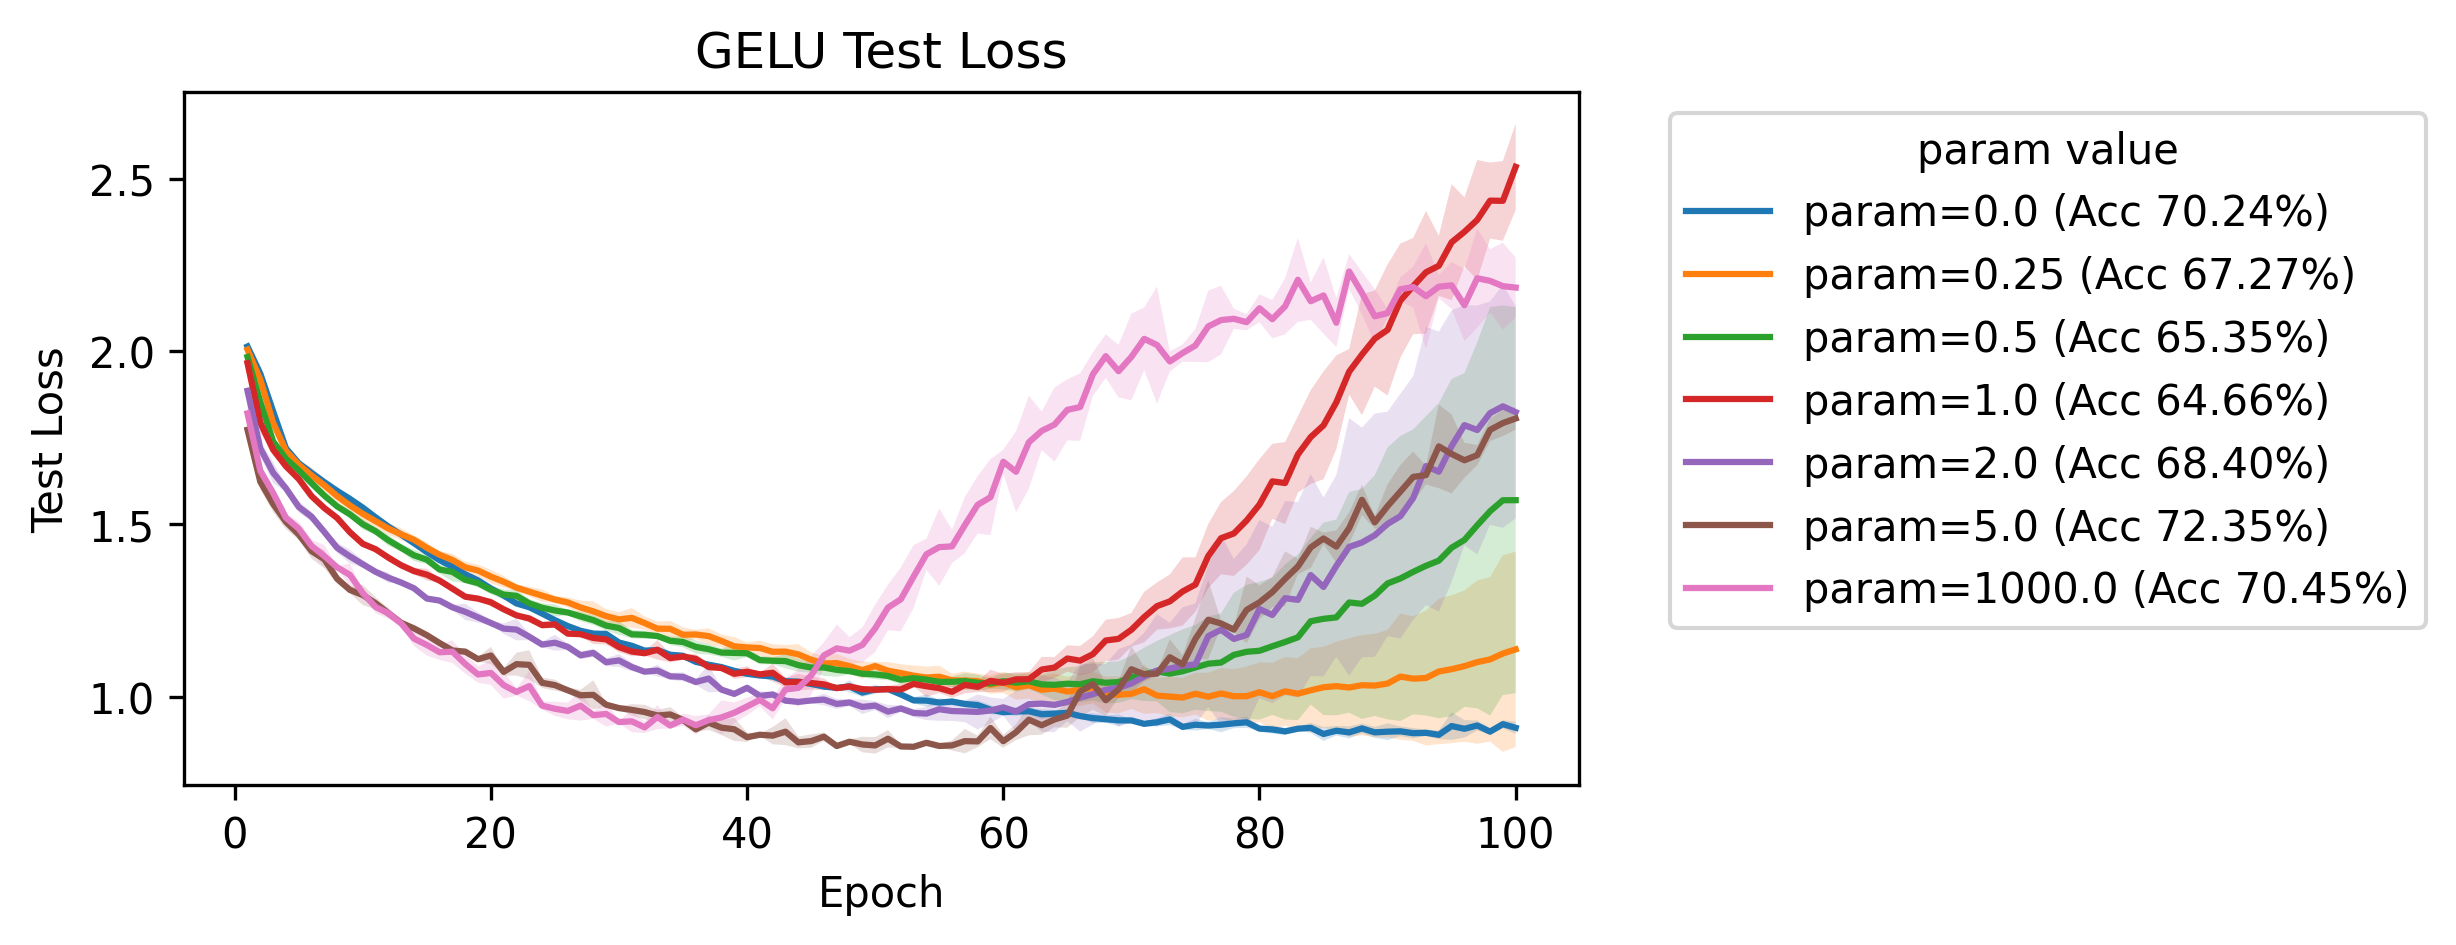 GELU Test Loss
Test Loss
2.5
2.0
1.5
1.0
0 20 40 60 80 100
Epoch
param value
param=0.0 (Acc 70.24%)
param=0.25 (Acc 67.27%)
param=0.5 (Acc 65.35%)
param=1.0 (Acc 64.66%)
param=2.0 (Acc 68.40%)
param=5.0 (Acc 72.35%)
param=1000.0 (Acc 70.45%)